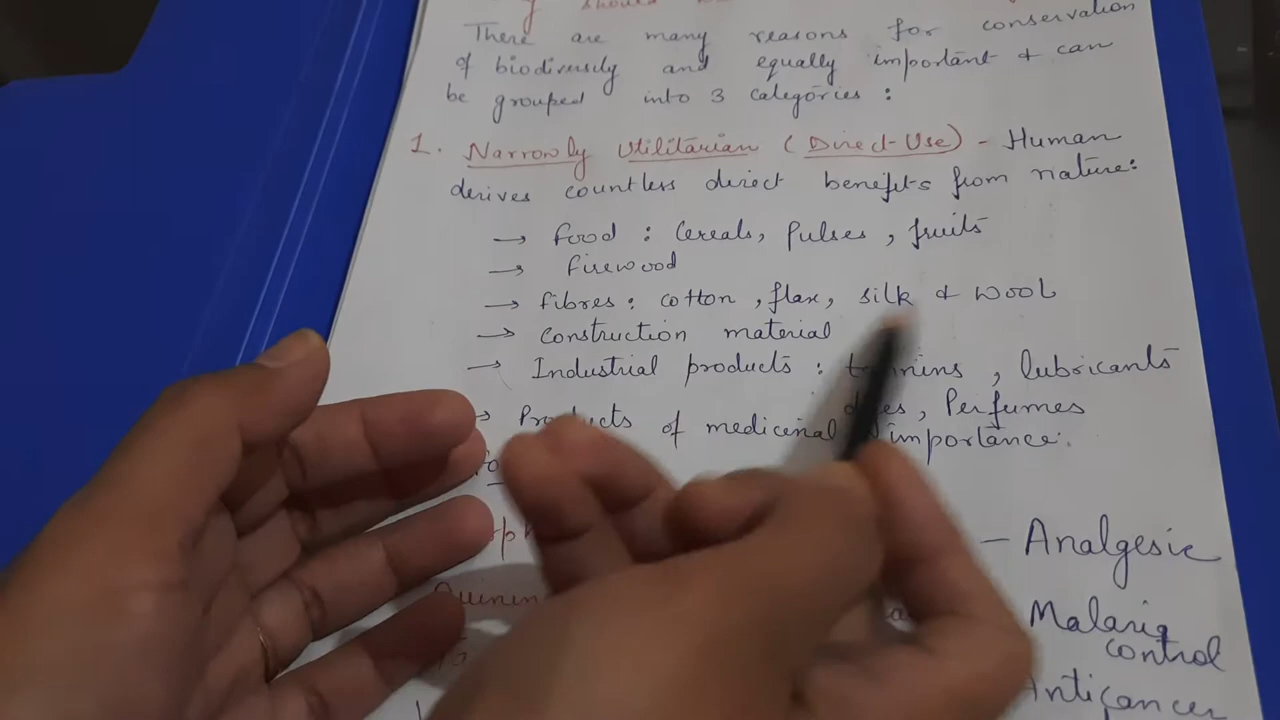 should
There are many reasons for conservation
of biodiversity and equally important & can
be grouped into 3 categories :
1. Narrowly Utilitarian (Direct-Use) - Human
derives countless direct benefits from nature:
→ food : Cereals, Pulses, fruits
→ firewood
→ fibres : cotton, flax, silk & wool
→ Construction material
→ Industrial products : lubricants
Perfumes
→ Products of medicinal importance.
- Analgesic
Malaria
control
Anticancer